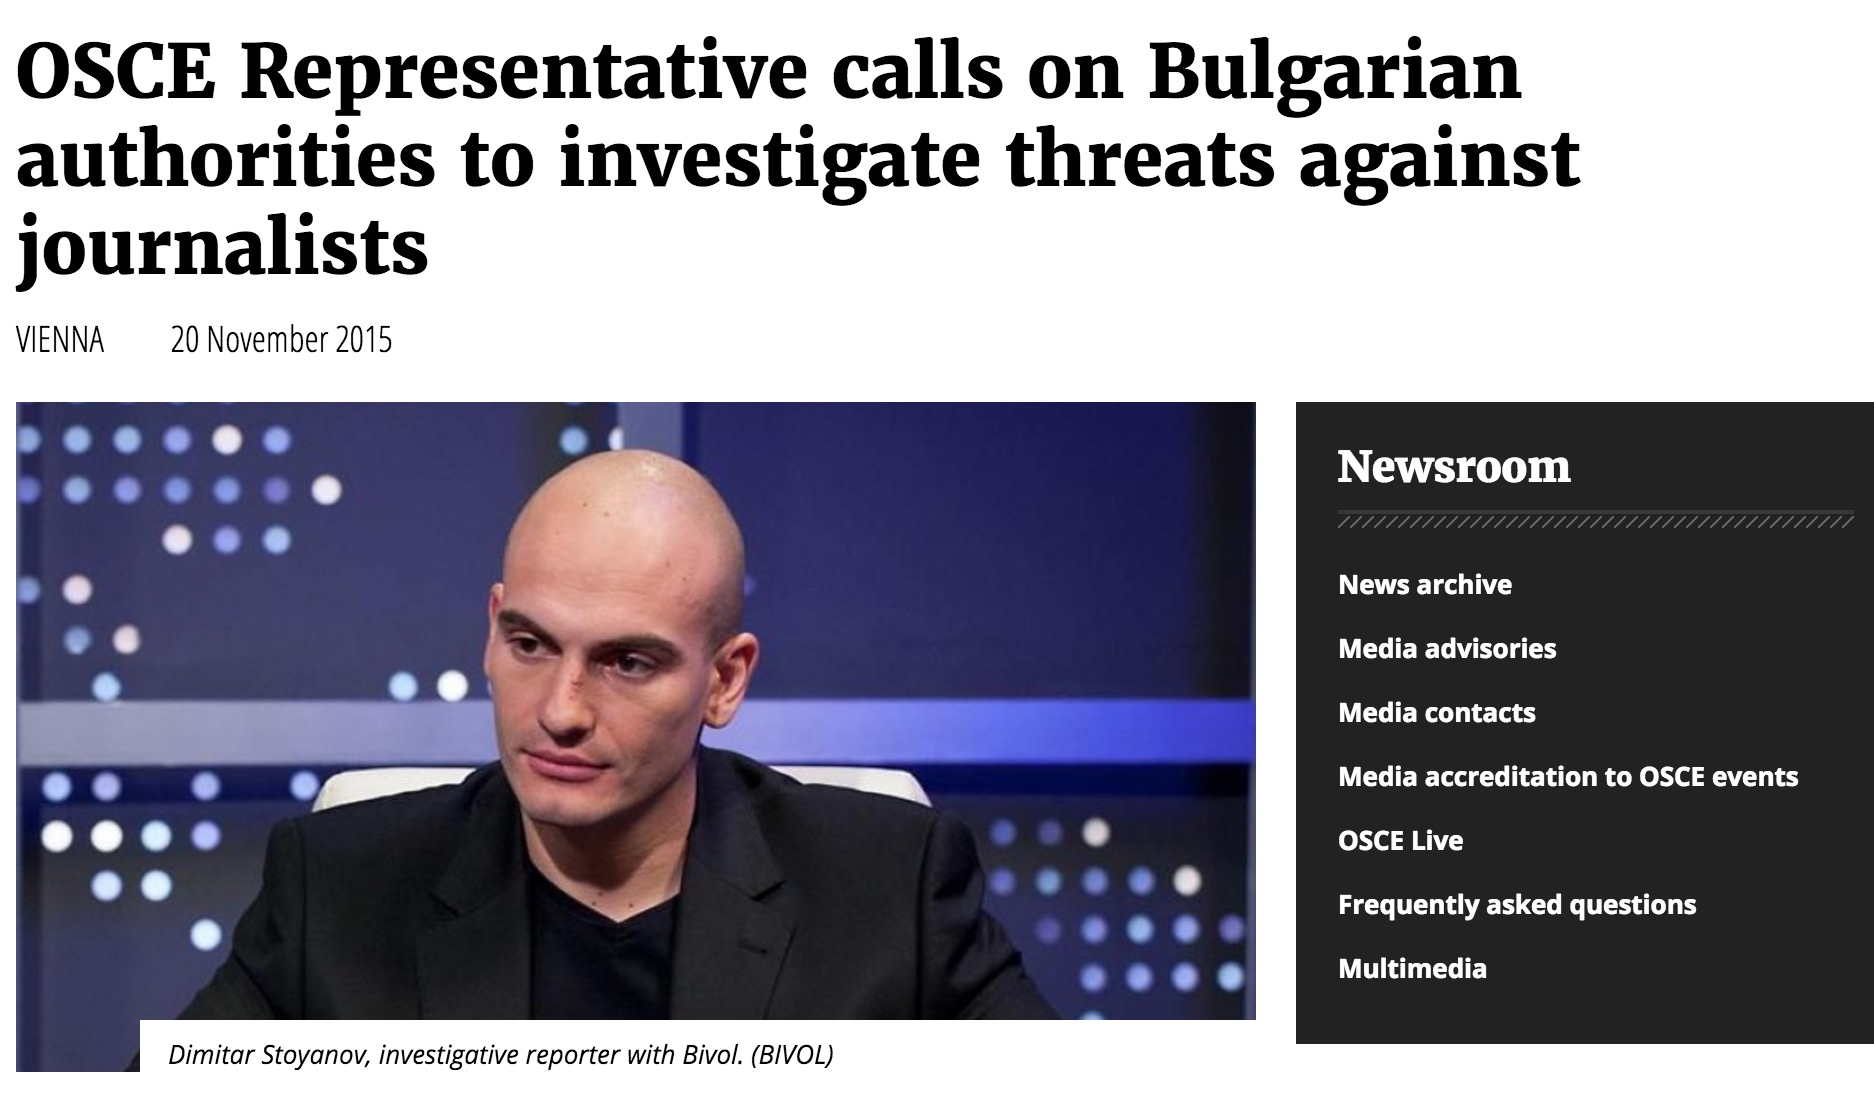 OSCE Representative calls on Bulgarian
authorities to investigate threats against
journalists
VIENNA 20 November 2015
Dimitar Stoyanov, investigative reporter with Bivol. (BIVOL)
Newsroom
News archive
Media advisories
Media contacts
Media accreditation to OSCE events
OSCE Live
Frequently asked questions
Multimedia